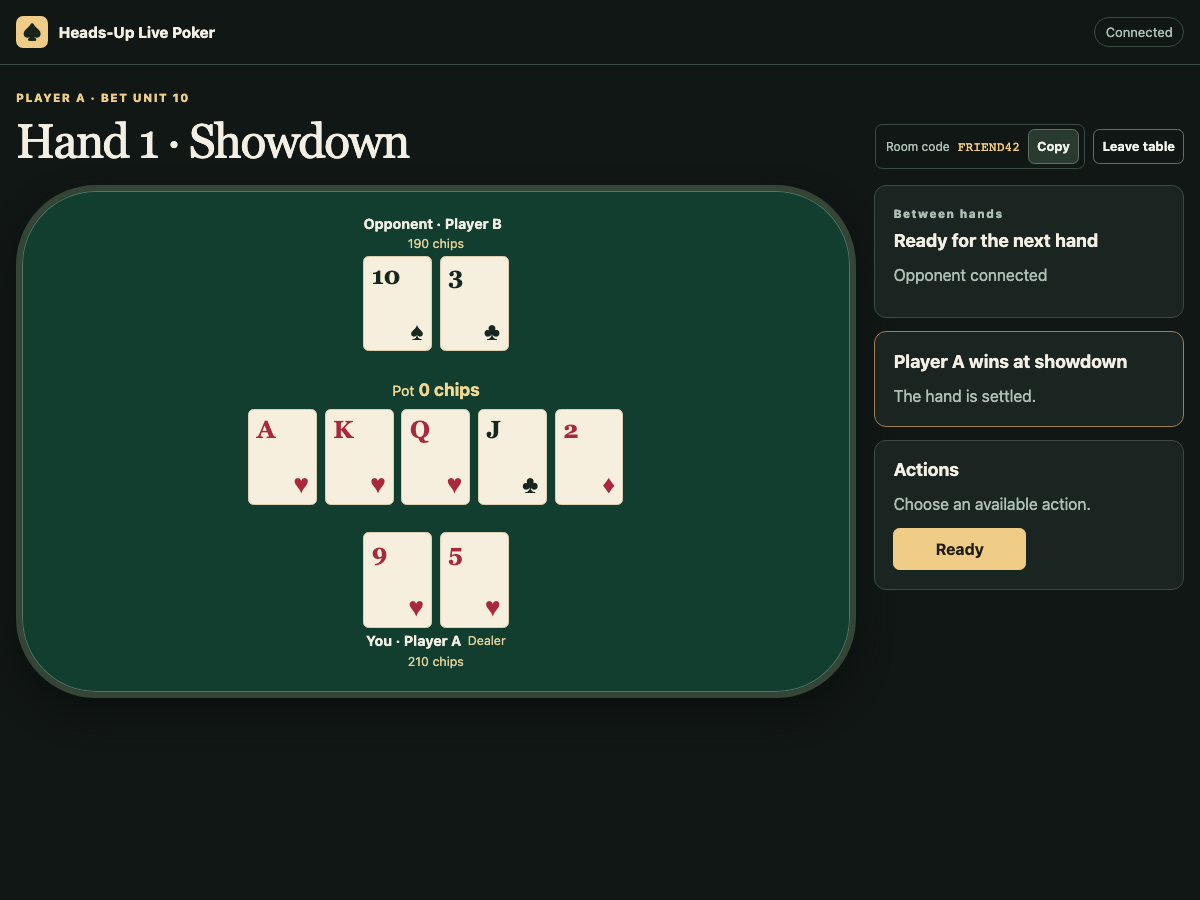 Heads-Up Live Poker
Connected
PLAYER A · BET UNIT 10
Hand 1 · Showdown
Room code FRIEND42 Copy Leave table
Opponent · Player B
190 chips
10 ♠
3 ♣
Pot 0 chips
A ♥
K ♥
Q ♥
J ♣
2 ♦
9 ♥
5 ♥
You · Player A Dealer
210 chips
Between hands
Ready for the next hand
Opponent connected
Player A wins at showdown
The hand is settled.
Actions
Choose an available action.
Ready